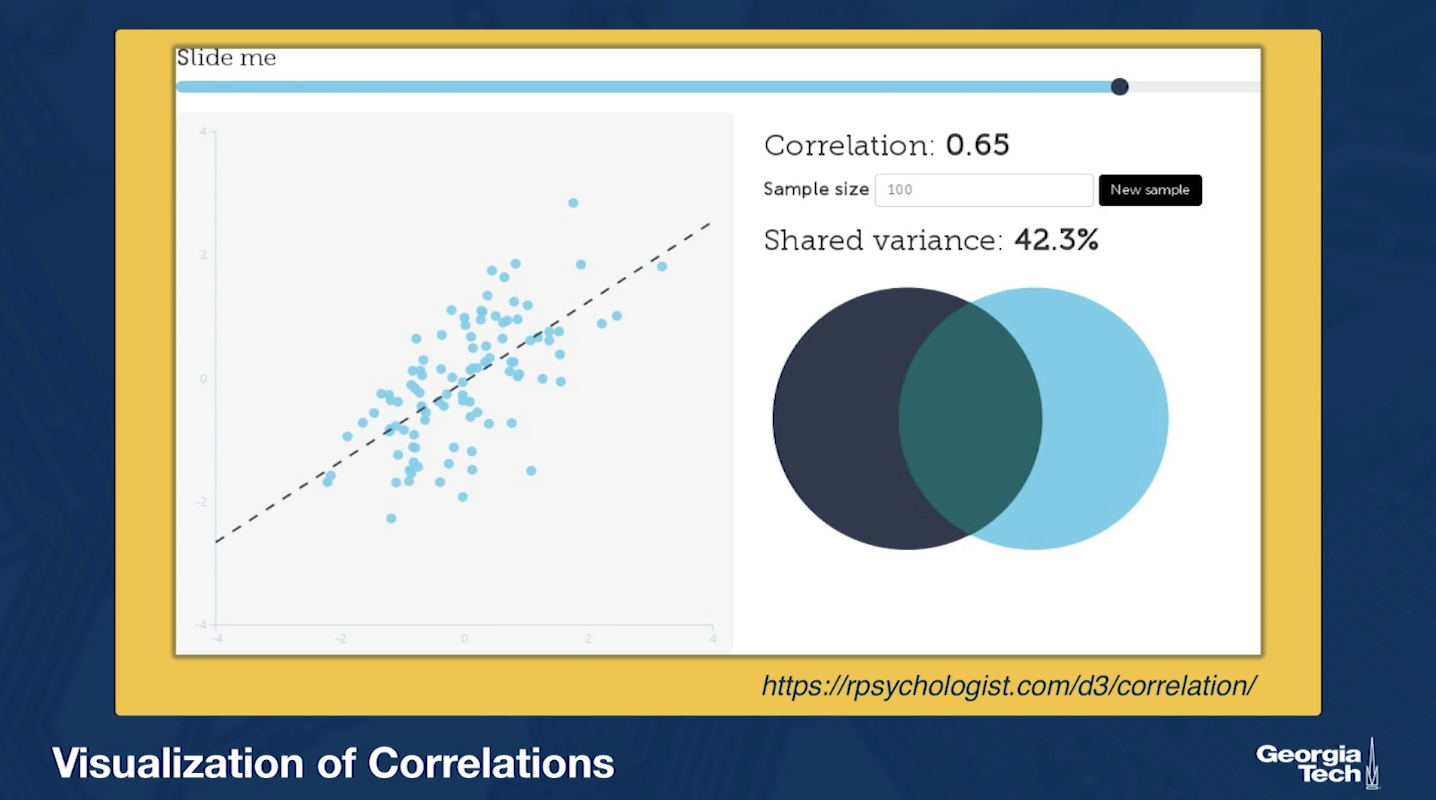 Slide me
4
2
0
-2
-4
-4 -2 0 2 4
Correlation: 0.65
Sample size 100 New sample
Shared variance: 42.3%
https://rpsychologist.com/d3/correlation/
Visualization of Correlations
Georgia
Tech